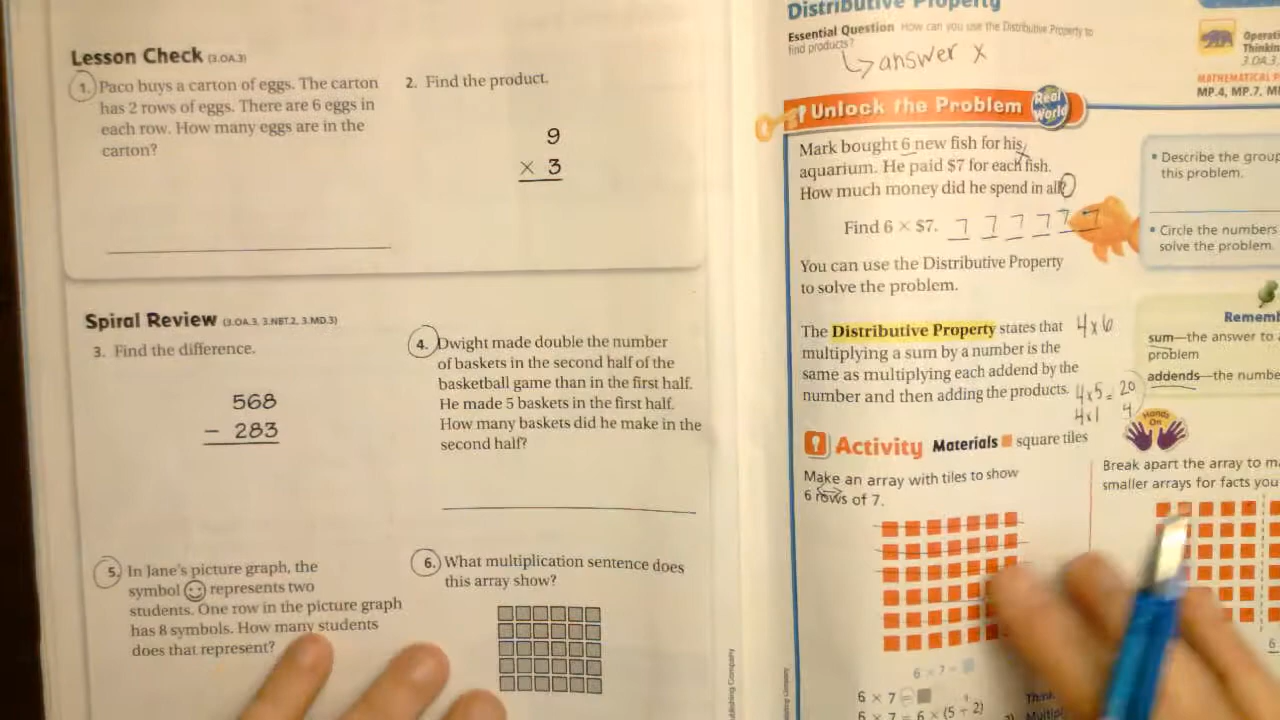 Lesson Check (3.OA.3)
1. Paco buys a carton of eggs. The carton
has 2 rows of eggs. There are 6 eggs in
each row. How many eggs are in the
carton?
2. Find the product.
9
× 3
Spiral Review (3.OA.3, 3.NBT.2, 3.MD.3)
3. Find the difference.
568
− 283
4. Dwight made double the number
of baskets in the second half of the
basketball game than in the first half.
He made 5 baskets in the first half.
How many baskets did he make in the
second half?
5. In Jane's picture graph, the
symbol represents two
students. One row in the picture graph
has 8 symbols. How many students
does that represent?
6. What multiplication sentence does
this array show?
Publishing Company
Distributive Property
Essential Question How can you use the Distributive Property to
find products?
answer x
Unlock the Problem
Real
World
Mark bought 6 new fish for his
aquarium. He paid $7 for each fish.
How much money did he spend in all?
Find 6 × $7. 7 7 7 7 7 7
You can use the Distributive Property
to solve the problem.
The Distributive Property states that
multiplying a sum by a number is the
same as multiplying each addend by the
number and then adding the products.
4x6
4x5=20
4x1 4
Activity Materials square tiles
Hands
On
Make an array with tiles to show
6 rows of 7.
6 × 7 =
6 × 7 =
6 × 7 = 6 × (5 + 2)
Think:
3.OA.3,
MATHEMATICAL
MP.4, MP.7,
• Describe the
this problem.
• Circle the numbers
solve the problem.
sum—the answer to
problem
addends—the
Break apart the array to
smaller arrays for facts you
6